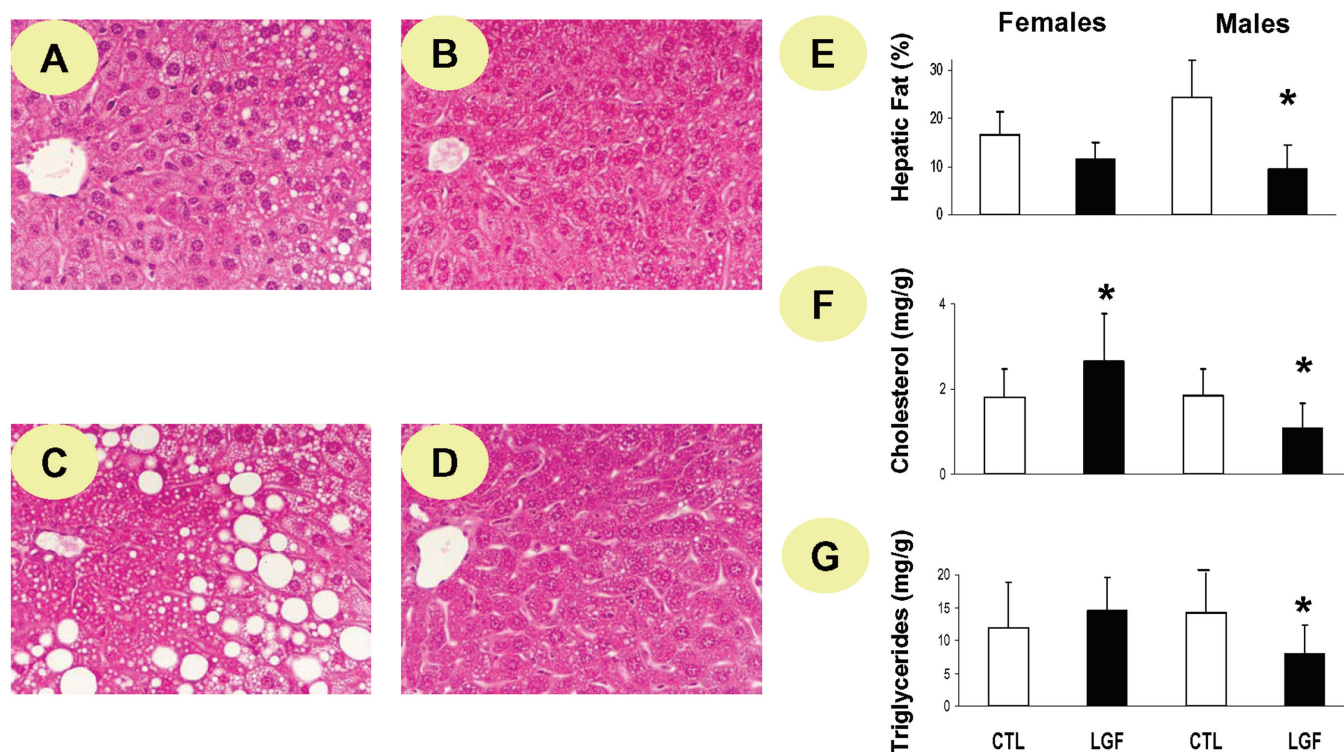 A
B
C
D
E
Females
Males
Hepatic Fat (%)
30
20
10
0
*
F
Cholesterol (mg/g)
4
2
0
*
*
G
Triglycerides (mg/g)
20
15
10
5
0
*
CTL
LGF
CTL
LGF